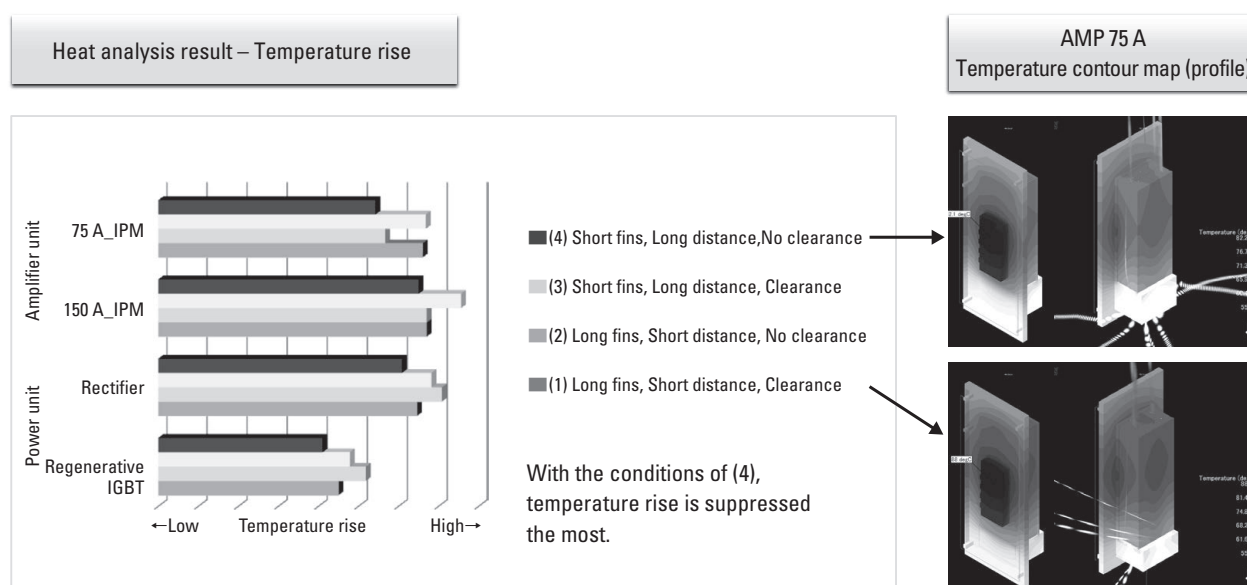 Heat analysis result – Temperature rise
AMP 75 A
Temperature contour map (profile)
Amplifier unit
75 A_IPM
150 A_IPM
Power unit
Rectifier
Regenerative
IGBT
←Low Temperature rise High→
(4) Short fins, Long distance,No clearance
(3) Short fins, Long distance, Clearance
(2) Long fins, Short distance, No clearance
(1) Long fins, Short distance, Clearance
With the conditions of (4),
temperature rise is suppressed
the most.
Temperature
Temperature